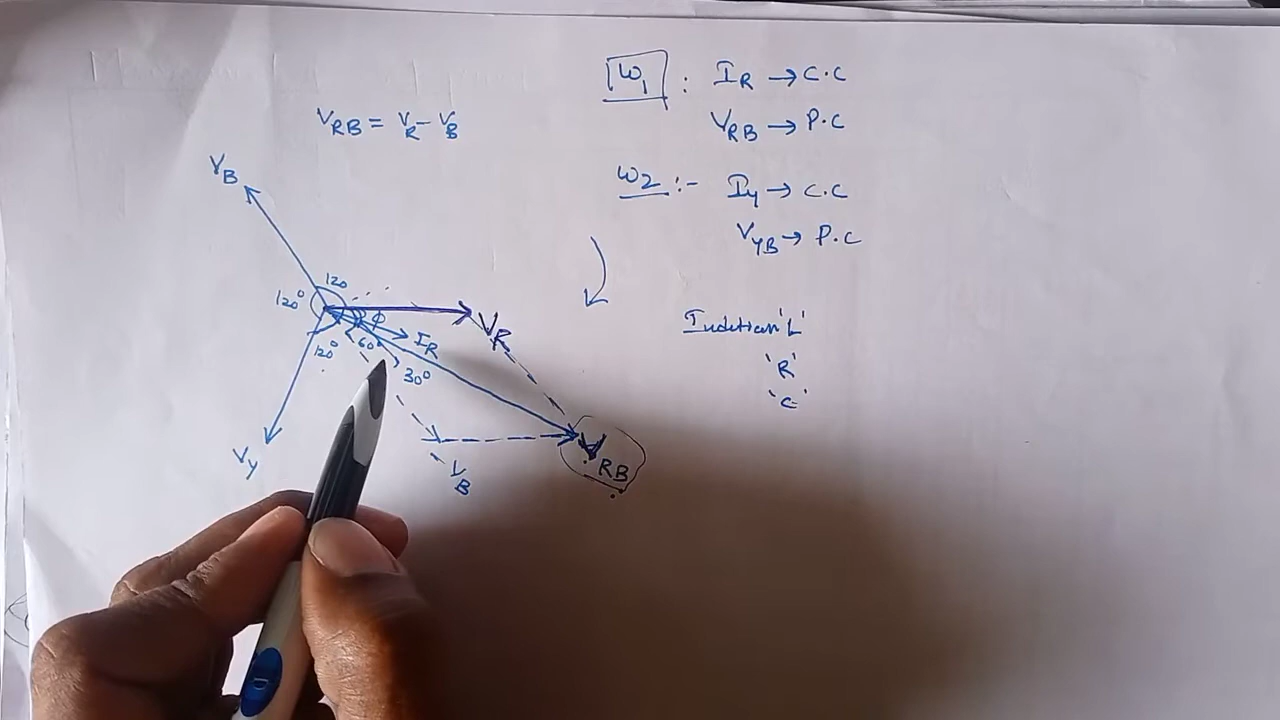 W1 : IR → C.C
VRB = VR - VB
VRB → P.C
VB
W2 :- IY → C.C
VYB → P.C
120
120°
φ
VR
IR
120°
60°
30°
'L'
'R'
'C'
VY
-VB
VRB
D